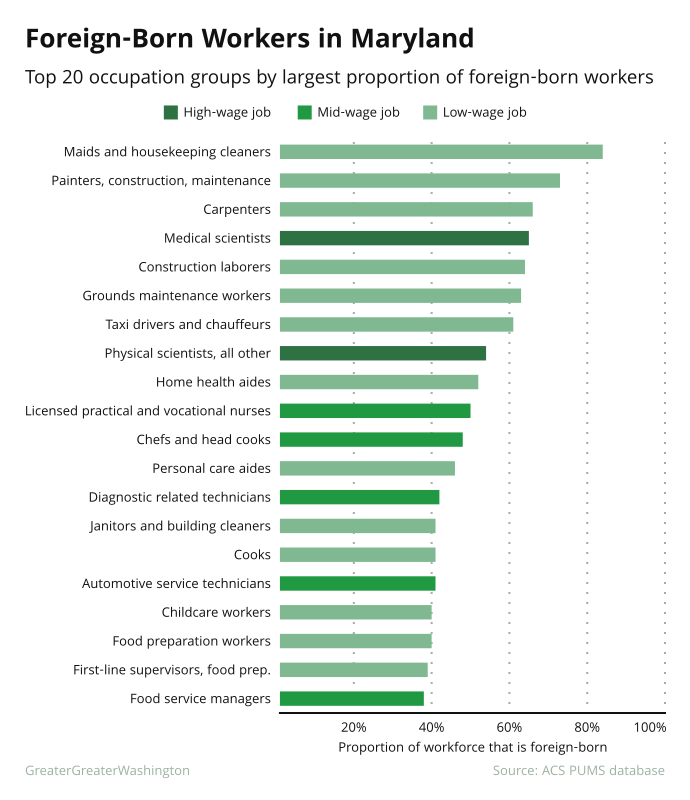 Foreign-Born Workers in Maryland
Top 20 occupation groups by largest proportion of foreign-born workers
High-wage job Mid-wage job Low-wage job
Maids and housekeeping cleaners
Painters, construction, maintenance
Carpenters
Medical scientists
Construction laborers
Grounds maintenance workers
Taxi drivers and chauffeurs
Physical scientists, all other
Home health aides
Licensed practical and vocational nurses
Chefs and head cooks
Personal care aides
Diagnostic related technicians
Janitors and building cleaners
Cooks
Automotive service technicians
Childcare workers
Food preparation workers
First-line supervisors, food prep.
Food service managers
20% 40% 60% 80% 100%
Proportion of workforce that is foreign-born
GreaterGreaterWashington Source: ACS PUMS database